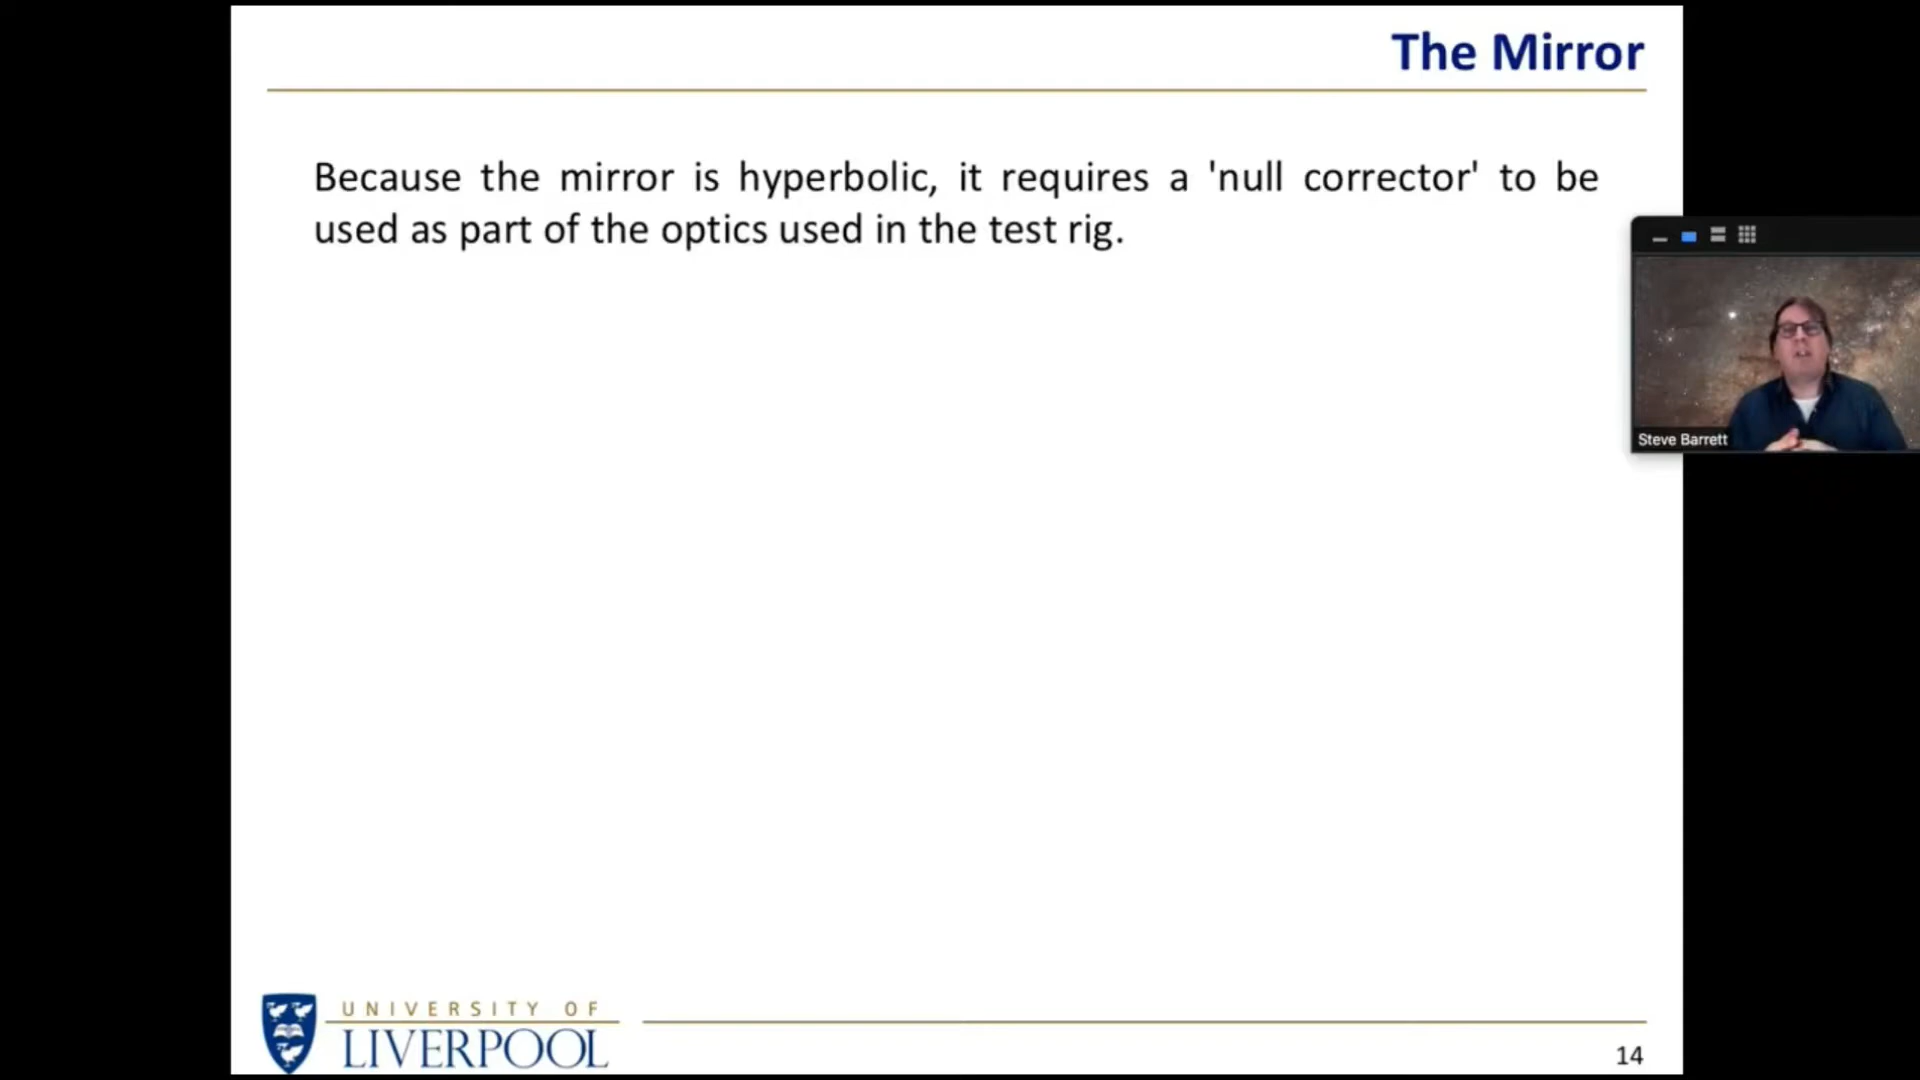 The Mirror
Because the mirror is hyperbolic, it requires a 'null corrector' to be
used as part of the optics used in the test rig.
Steve Barrett
UNIVERSITY OF
LIVERPOOL
14